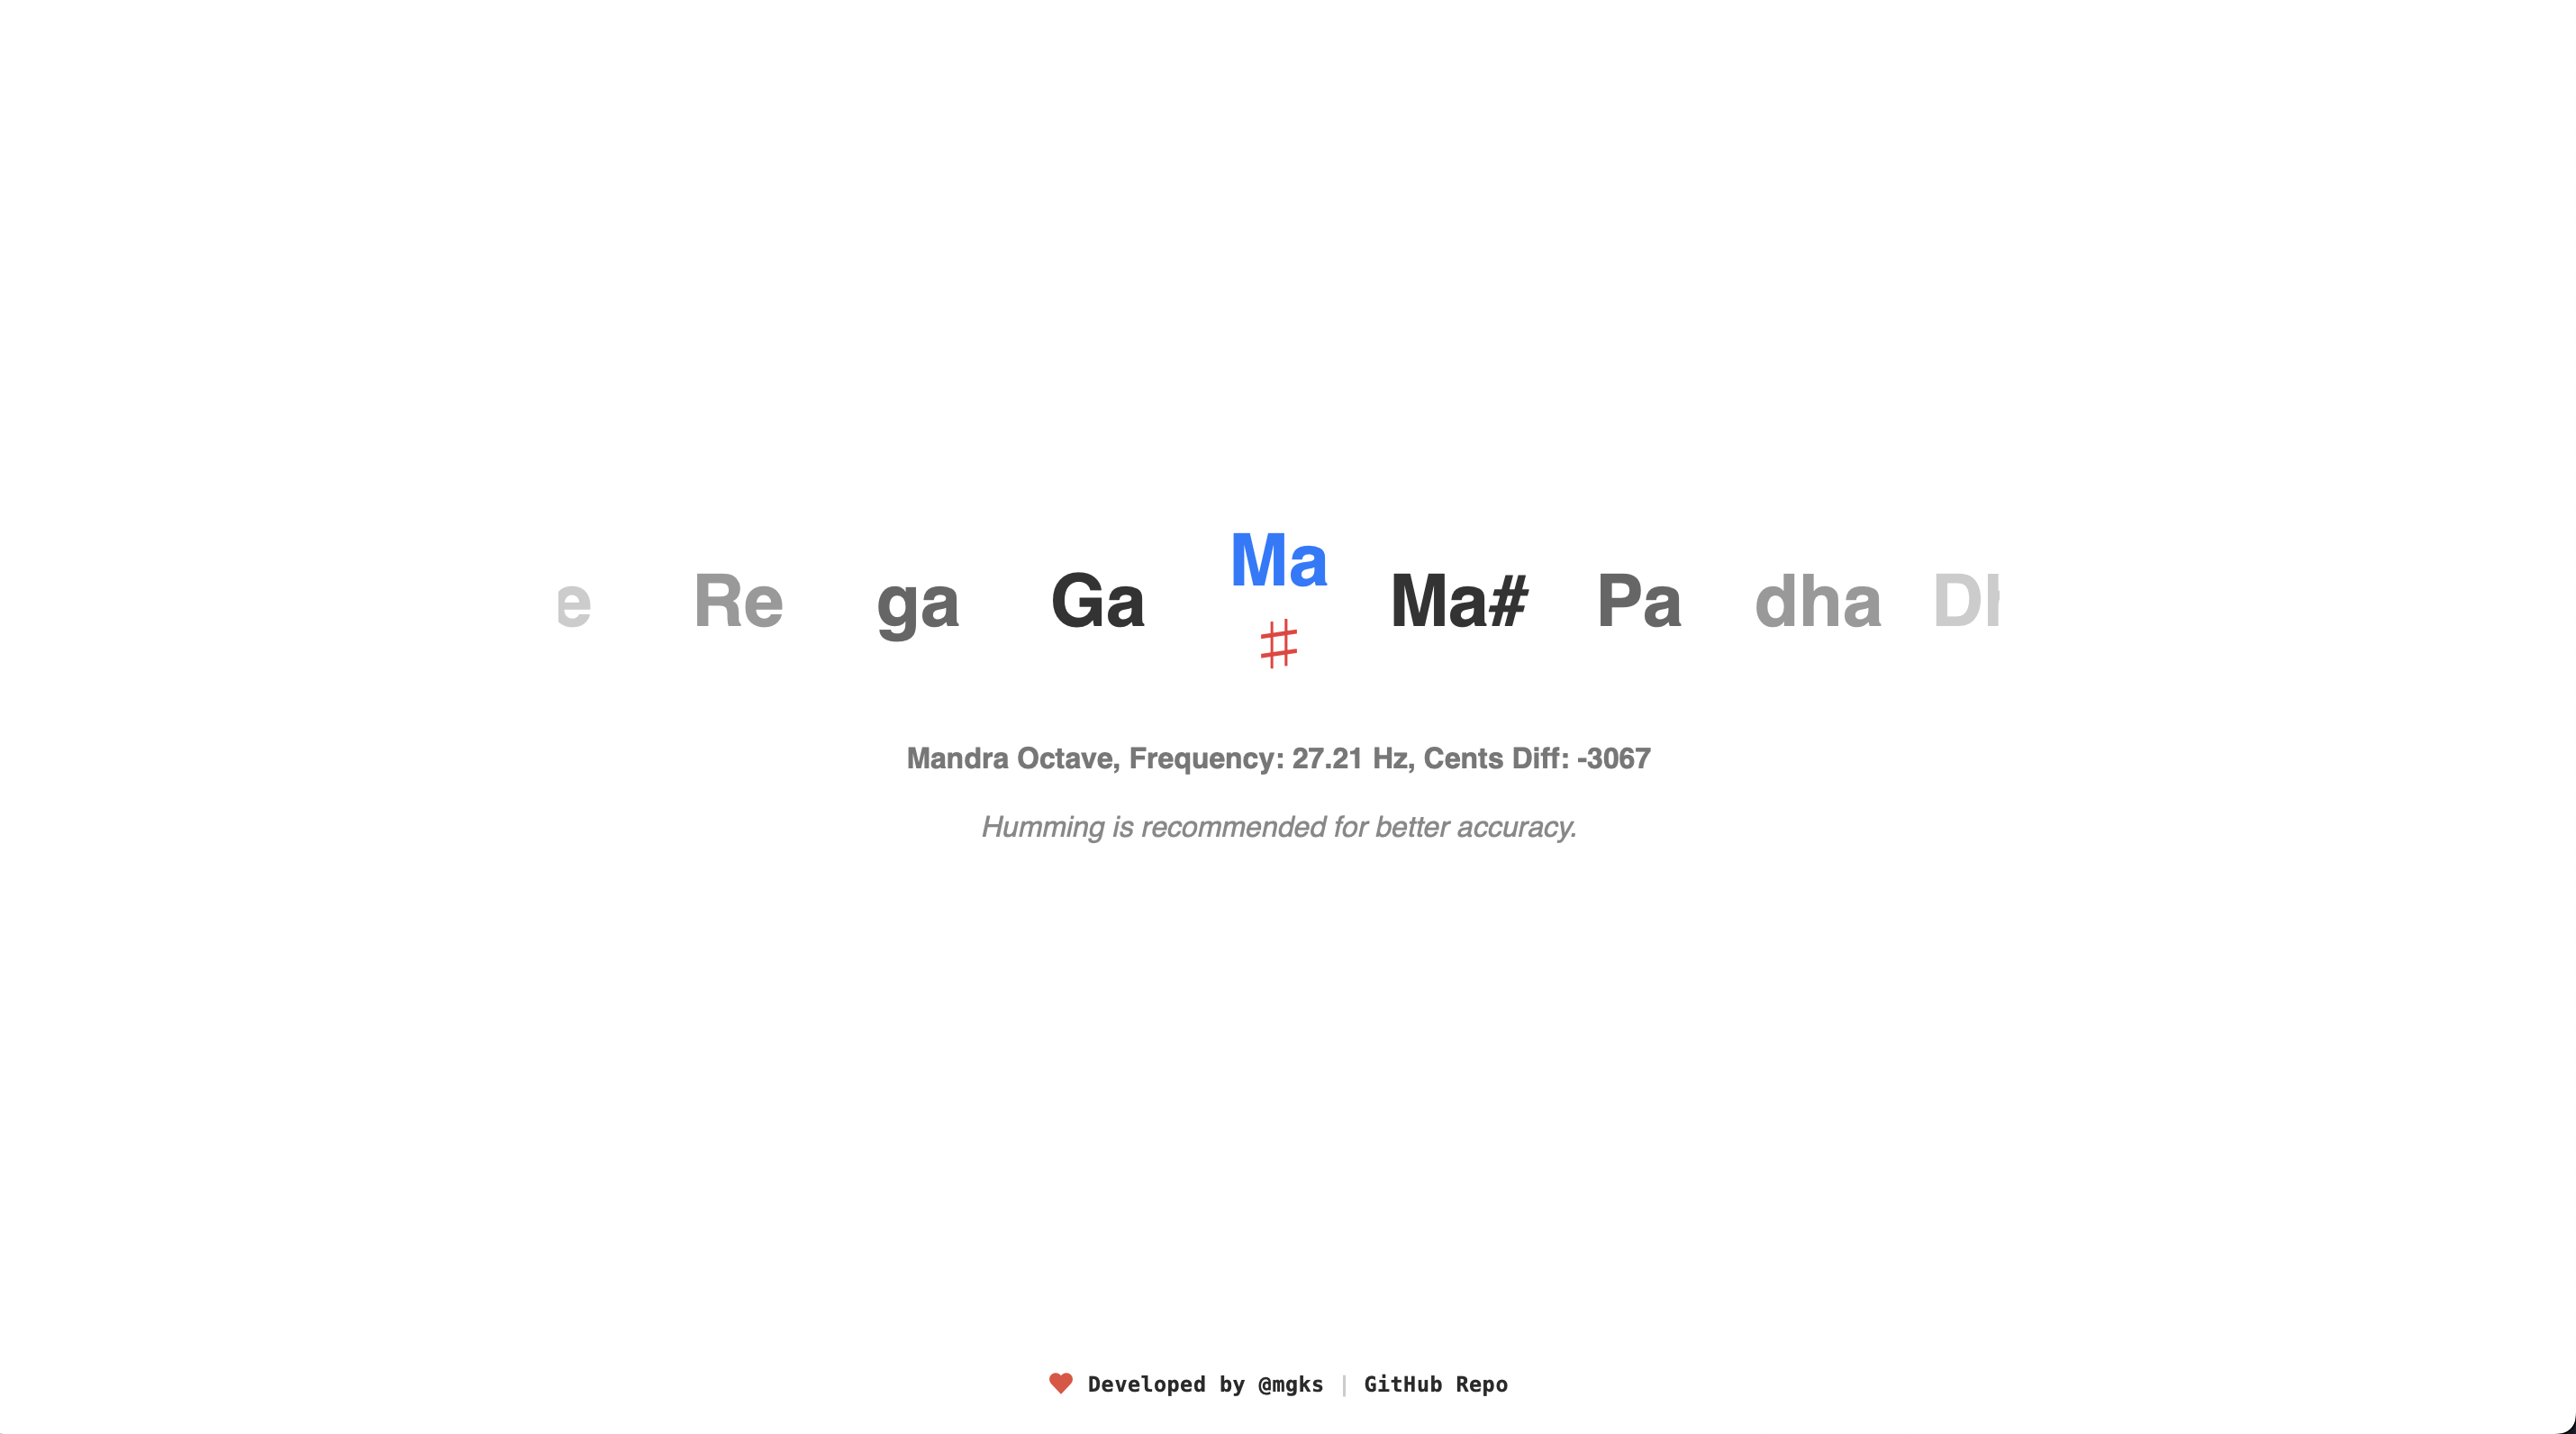 e Re ga Ga Ma Ma# Pa dha
♯
Mandra Octave, Frequency: 27.21 Hz, Cents Diff: -3067
Humming is recommended for better accuracy.
Developed by @mgks | GitHub Repo